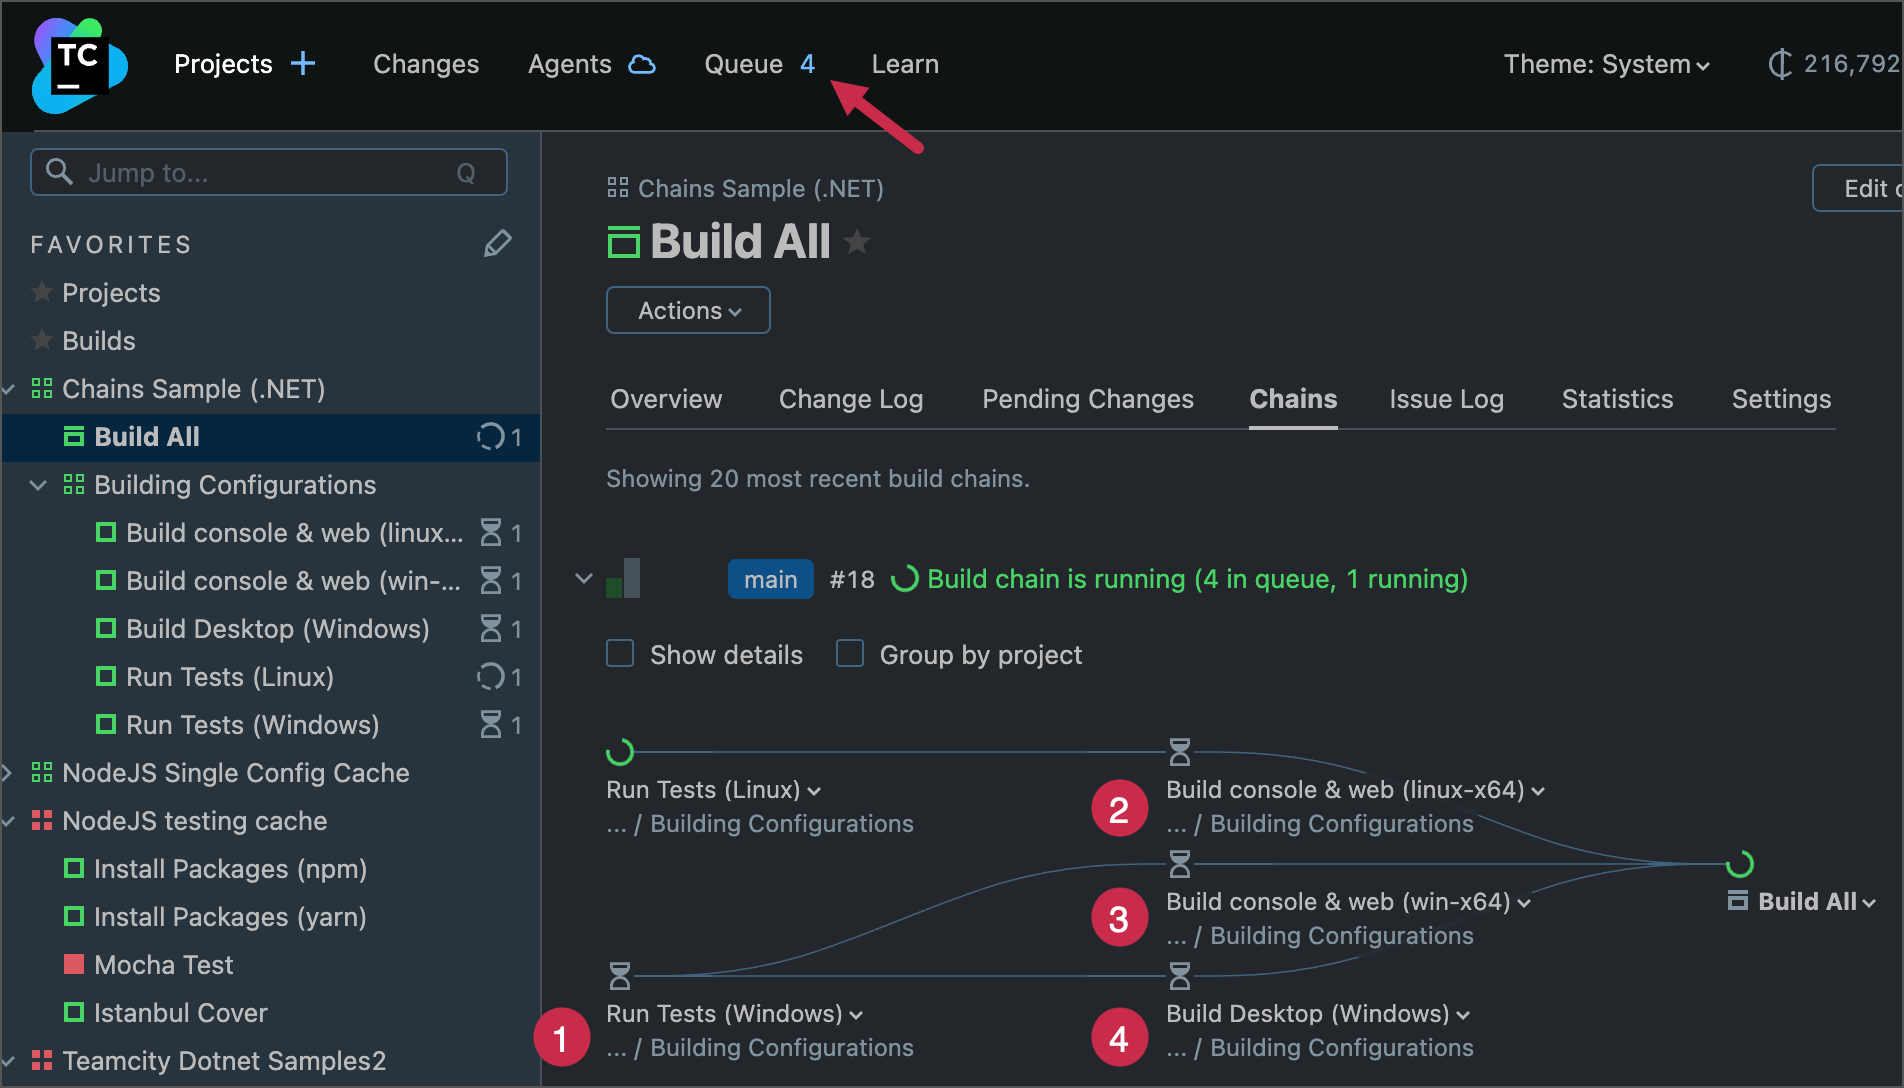 TC
Projects
Changes
Agents
Queue 4
Learn
Theme: System
216,792
Jump to...
Q
FAVORITES
Projects
Builds
Chains Sample (.NET)
Build All 1
Building Configurations
Build console & web (linux... 1
Build console & web (win-... 1
Build Desktop (Windows) 1
Run Tests (Linux) 1
Run Tests (Windows) 1
NodeJS Single Config Cache
NodeJS testing cache
Install Packages (npm)
Install Packages (yarn)
Mocha Test
Istanbul Cover
Teamcity Dotnet Samples2
Chains Sample (.NET)
Edit
Build All
Actions
Overview
Change Log
Pending Changes
Chains
Issue Log
Statistics
Settings
Showing 20 most recent build chains.
main #18 Build chain is running (4 in queue, 1 running)
Show details
Group by project
Run Tests (Linux)
... / Building Configurations
2
Build console & web (linux-x64)
... / Building Configurations
3
Build console & web (win-x64)
... / Building Configurations
Build All
1
Run Tests (Windows)
... / Building Configurations
4
Build Desktop (Windows)
... / Building Configurations